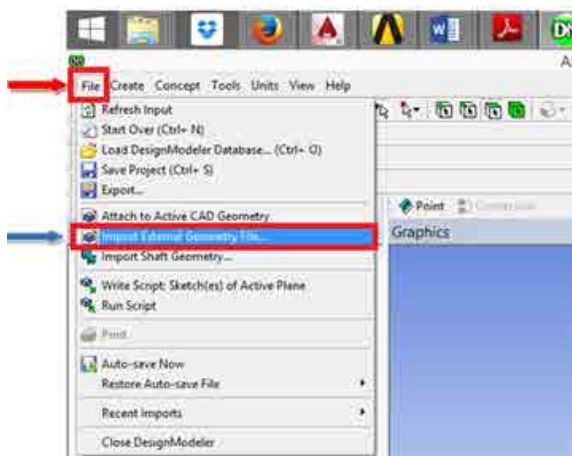 A
File Create Concept Tools Units View Help
Refresh Input
Start Over (Ctrl+ N)
Load DesignModeler Database... (Ctrl+ O)
Save Project (Ctrl+ S)
Export...
Point
Attach to Active CAD Geometry
Import External Geometry File...
Graphics
Import Shaft Geometry...
Write Script: Sketch(es) of Active Plane
Run Script
Print
Auto-save Now
Restore Auto-save File
Recent Imports
Close DesignModeler